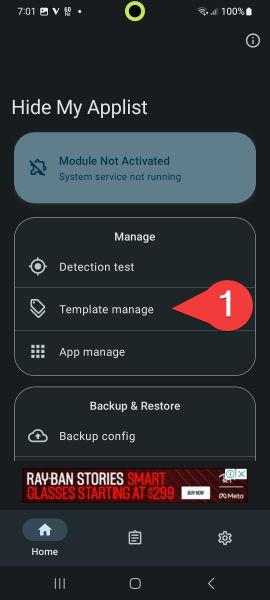 7:01
100%
Hide My Applist
Module Not Activated
System service not running
Manage
Detection test
Template manage
1
App manage
Backup & Restore
Backup config
RAY-BAN STORIES SMART
GLASSES STARTING AT $299
BUY NOW
Meta
Home